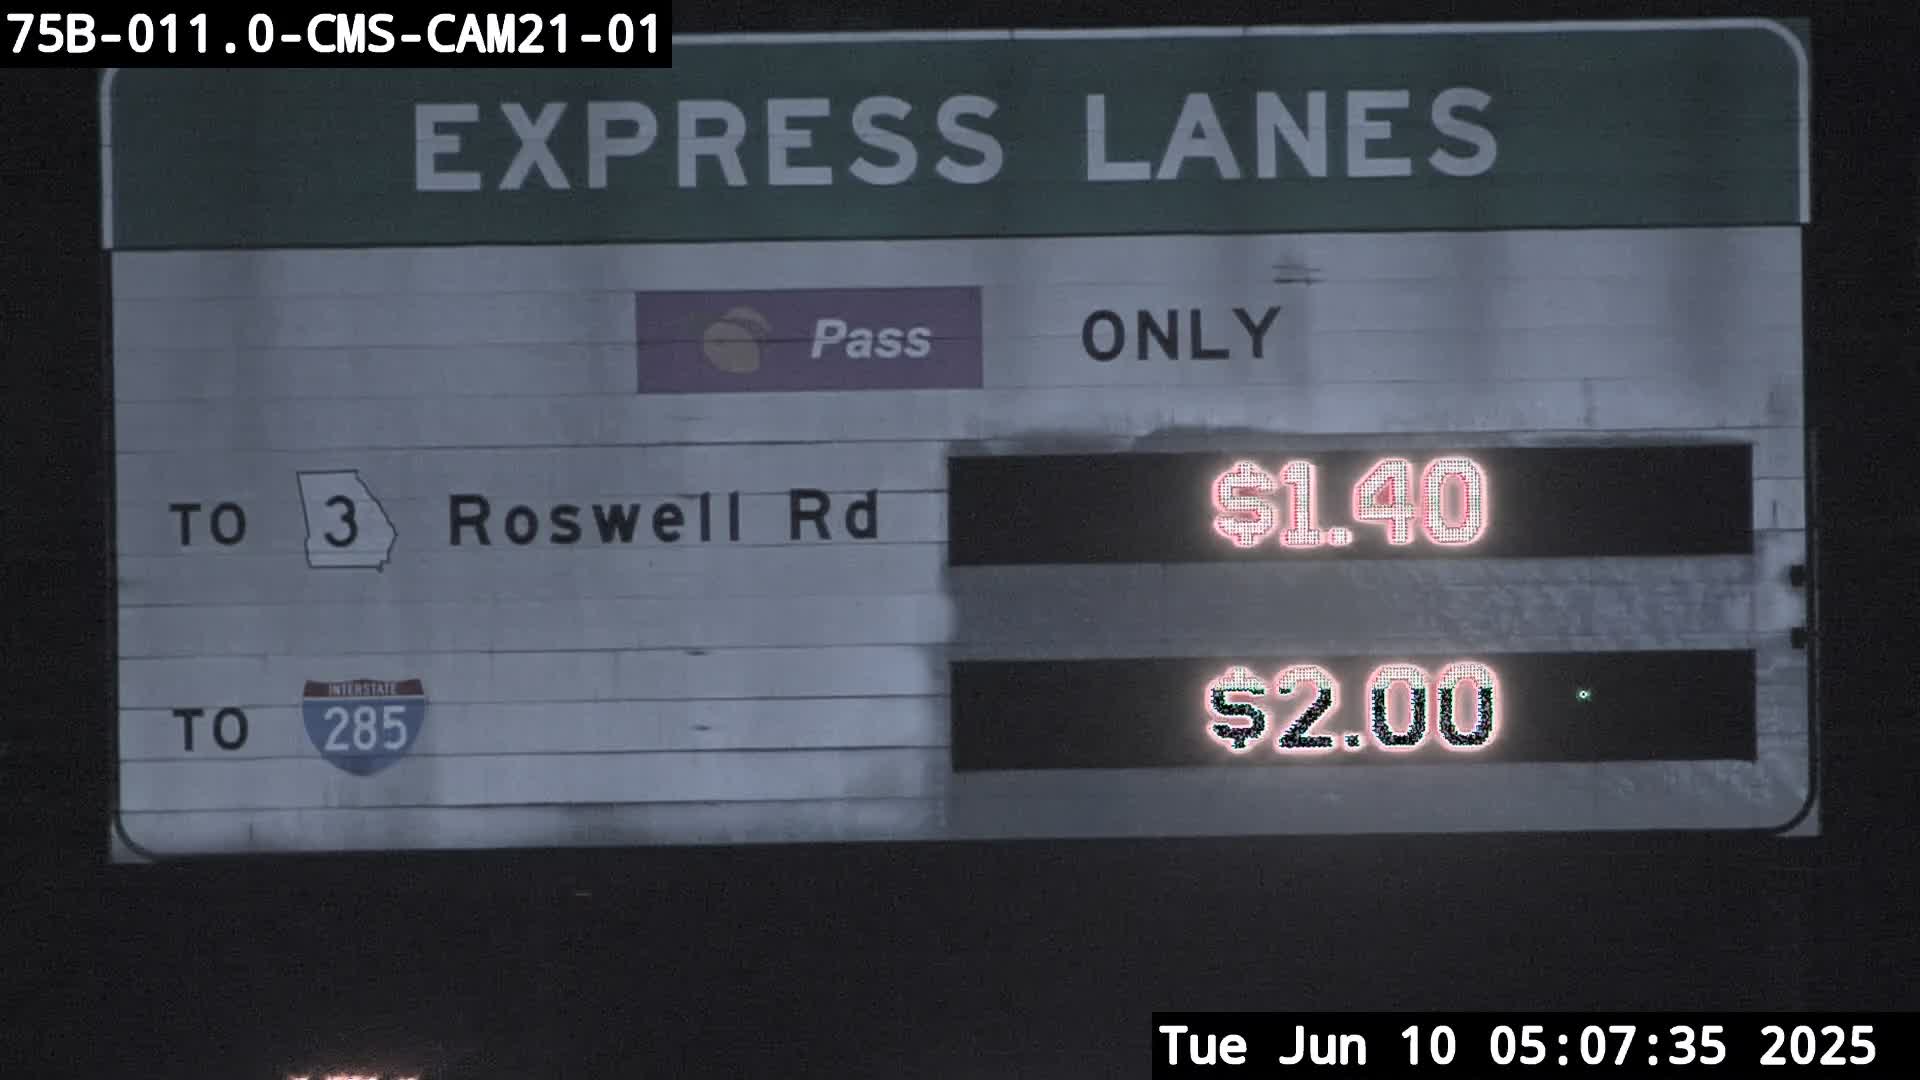 75B-011.0-CMS-CAM21-01
EXPRESS LANES
Pass ONLY
TO 3 Roswell Rd $1.40
TO INTERSTATE 285 $2.00
Tue Jun 10 05:07:35 2025